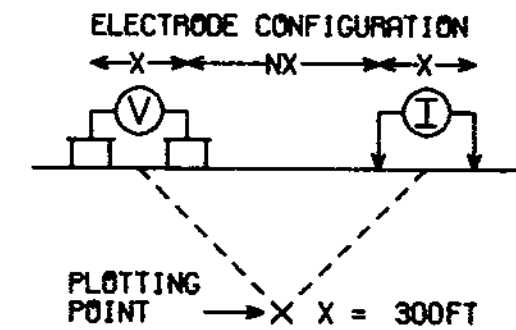 ELECTRODE CONFIGURATION
X NX X
V I
PLOTTING
POINT X X = 300FT